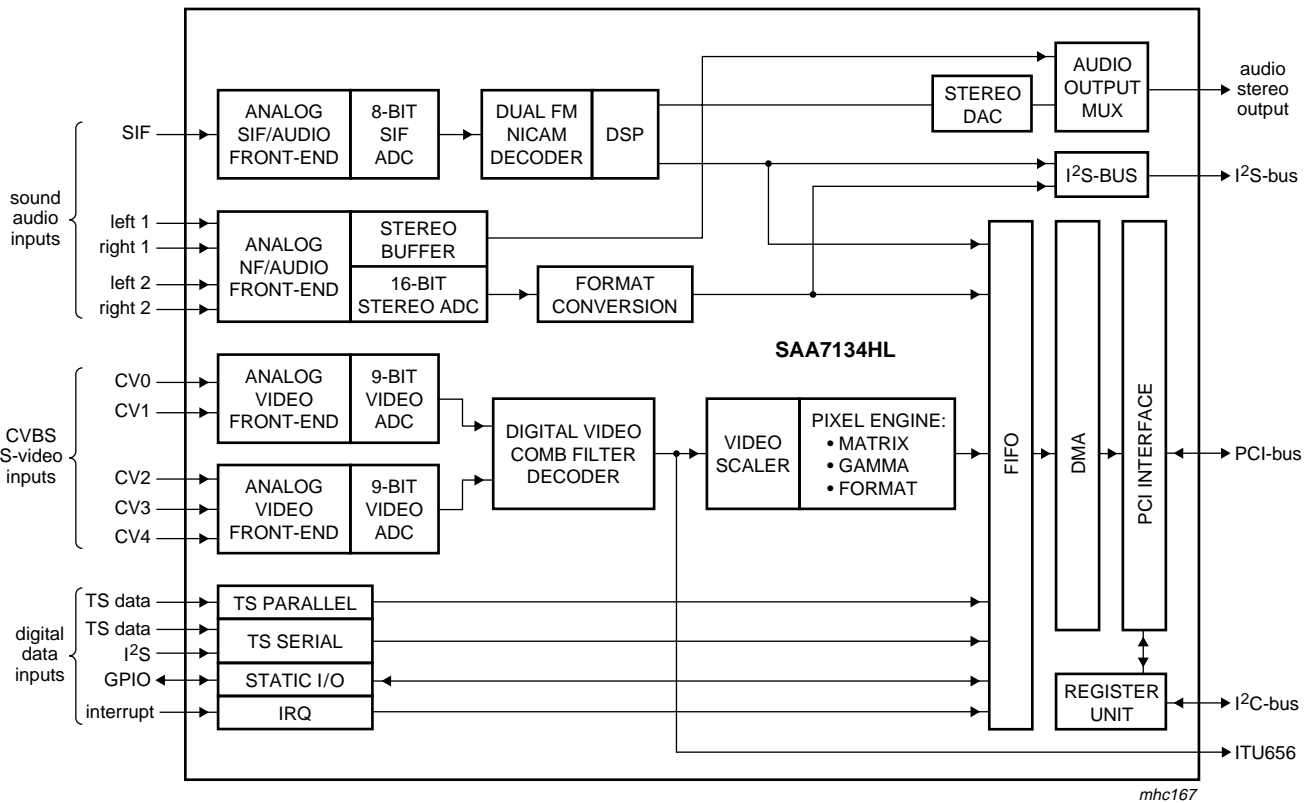 SIF
sound
audio
inputs
left 1
right 1
left 2
right 2
ANALOG
SIF/AUDIO
FRONT-END
8-BIT
SIF
ADC
DUAL FM
NICAM
DECODER
DSP
STEREO
DAC
AUDIO
OUTPUT
MUX
audio
stereo
output
I2S-BUS
I2S-bus
ANALOG
NF/AUDIO
FRONT-END
STEREO
BUFFER
16-BIT
STEREO ADC
FORMAT
CONVERSION
SAA7134HL
CVBS
S-video
inputs
CV0
CV1
CV2
CV3
CV4
ANALOG
VIDEO
FRONT-END
9-BIT
VIDEO
ADC
ANALOG
VIDEO
FRONT-END
9-BIT
VIDEO
ADC
DIGITAL VIDEO
COMB FILTER
DECODER
VIDEO
SCALER
PIXEL ENGINE:
• MATRIX
• GAMMA
• FORMAT
FIFO
DMA
PCI INTERFACE
PCI-bus
digital
data
inputs
TS data
TS data
I2S
GPIO
interrupt
TS PARALLEL
TS SERIAL
STATIC I/O
IRQ
REGISTER
UNIT
I2C-bus
ITU656
mhc167